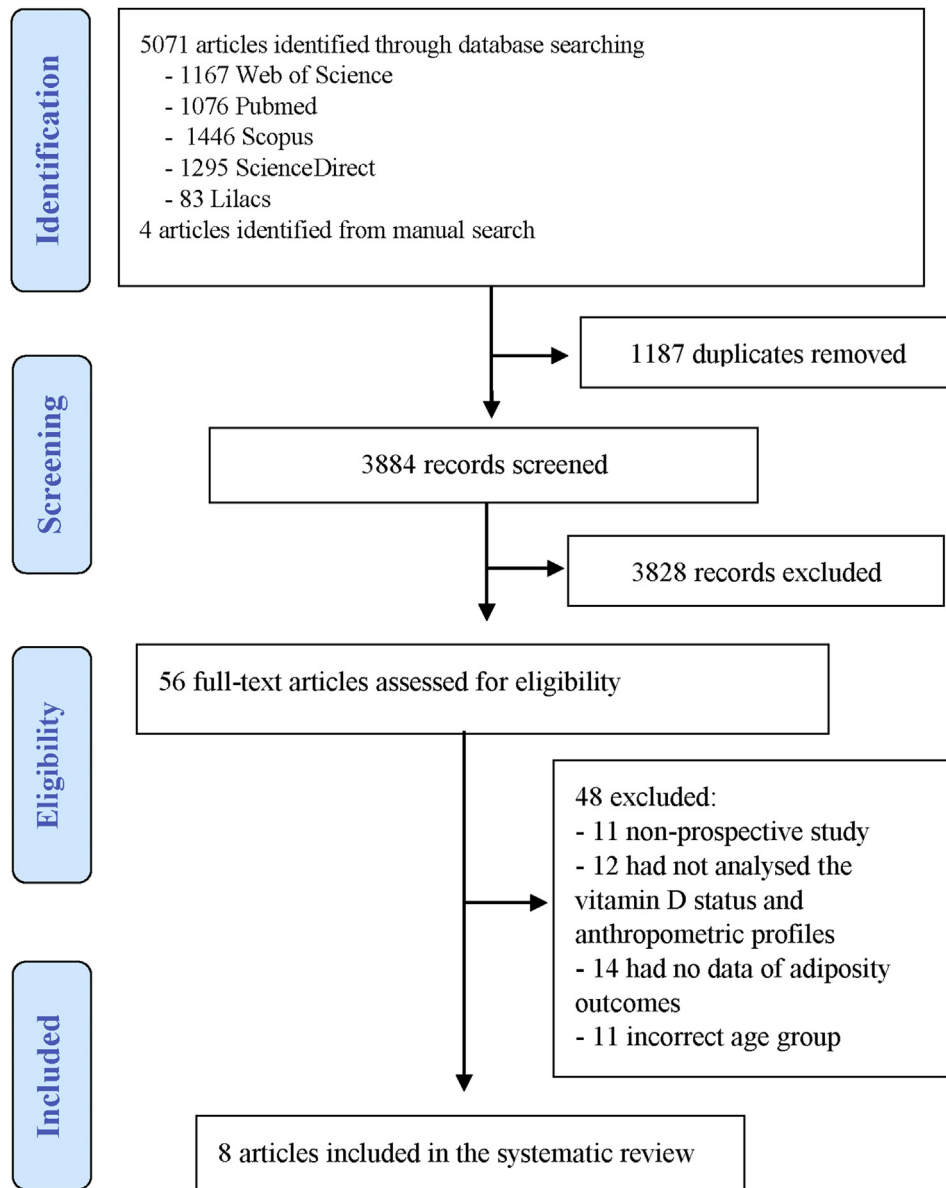 Identification
5071 articles identified through database searching
- 1167 Web of Science
- 1076 Pubmed
- 1446 Scopus
- 1295 ScienceDirect
- 83 Lilacs
4 articles identified from manual search
1187 duplicates removed
Screening
3884 records screened
3828 records excluded
Eligibility
56 full-text articles assessed for eligibility
48 excluded:
- 11 non-prospective study
- 12 had not analysed the
vitamin D status and
anthropometric profiles
- 14 had no data of adiposity
outcomes
- 11 incorrect age group
Included
8 articles included in the systematic review